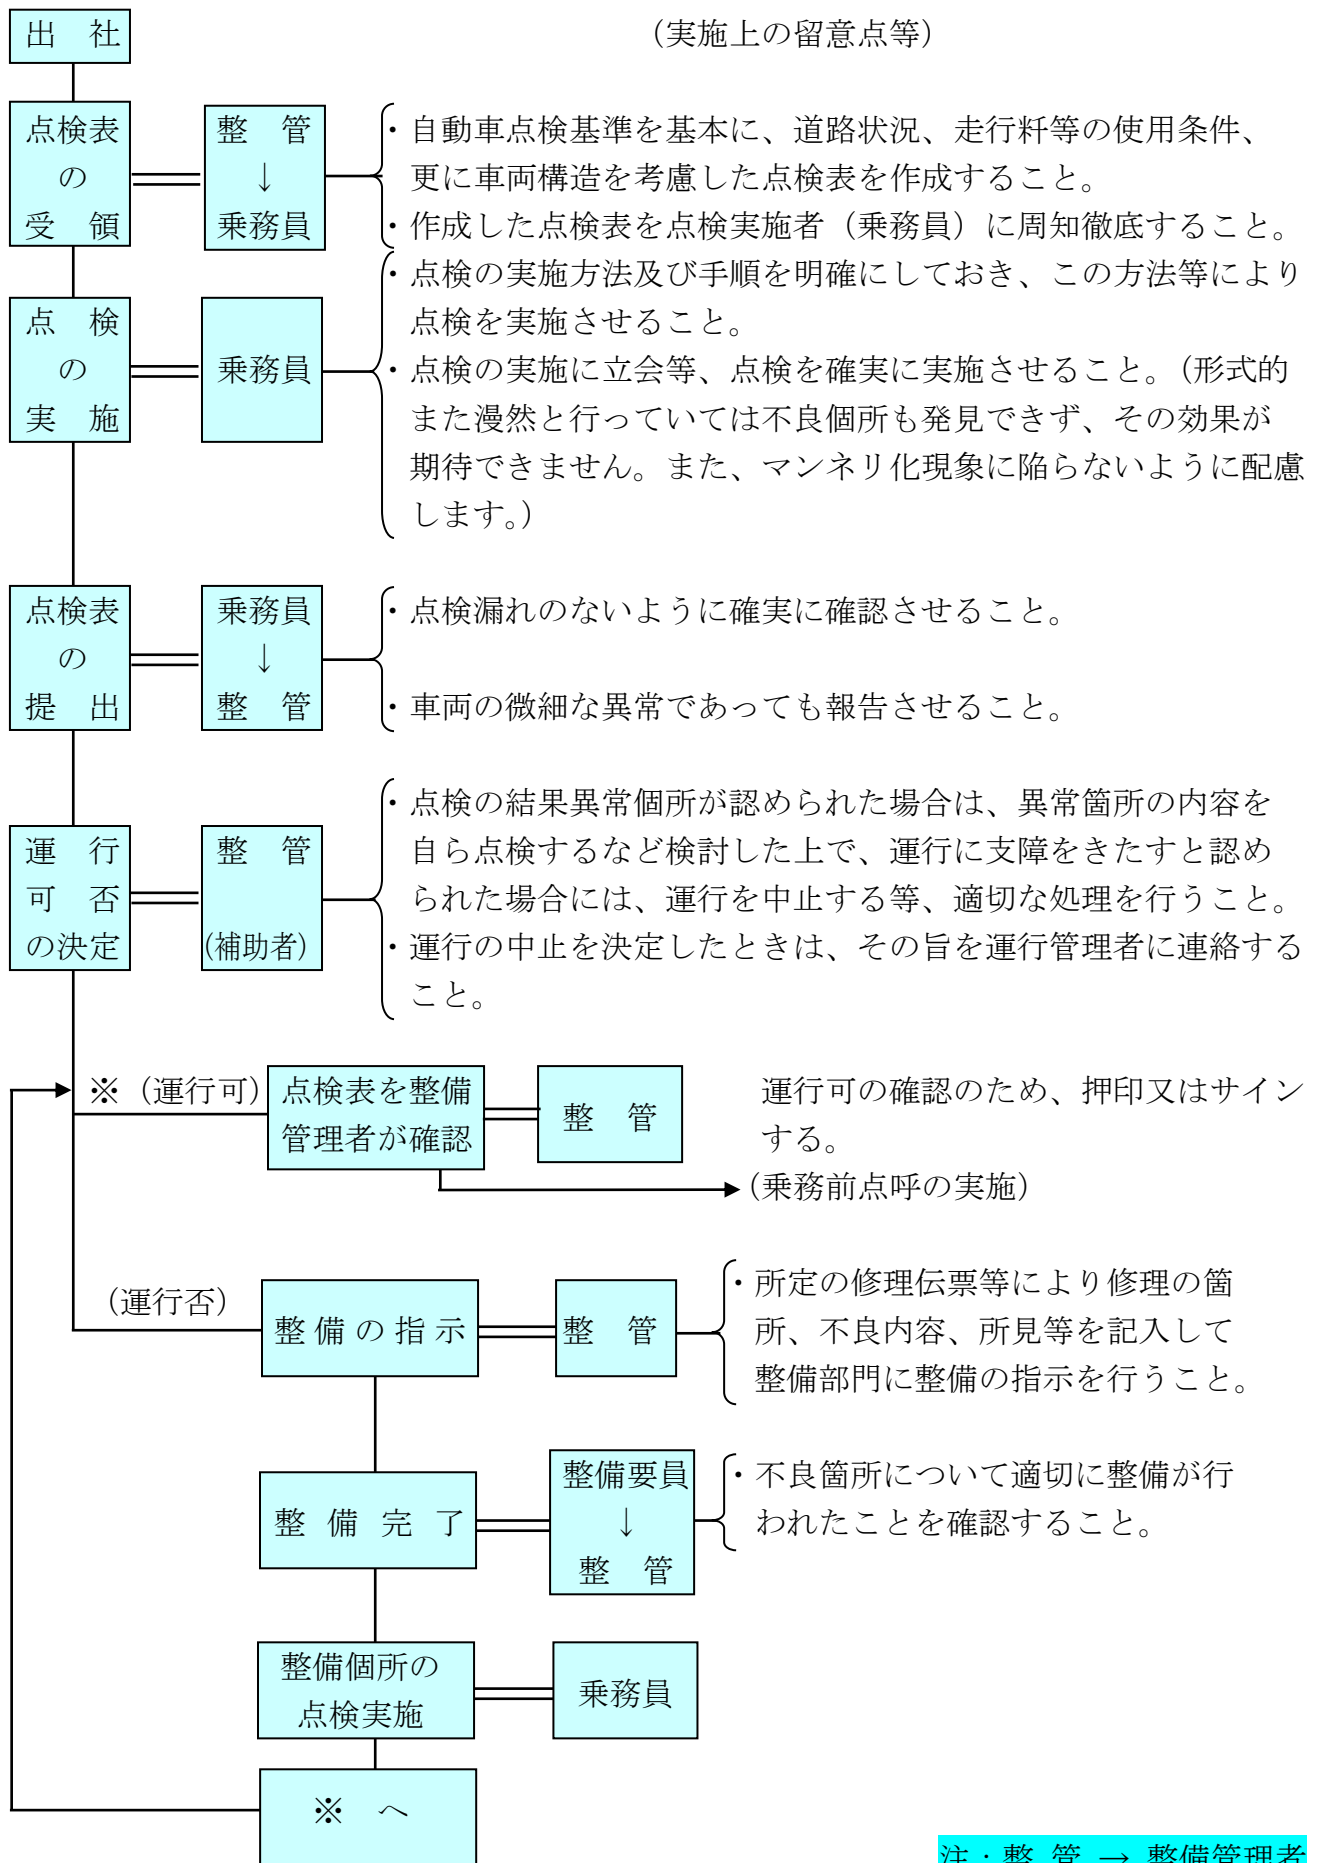 出　社
（実施上の留意点等）
点検表
の
受　領
整　管
↓
乗務員
・自動車点検基準を基本に、道路状況、走行粁等の使用条件、
更に車両構造を考慮した点検表を作成すること。
・作成した点検表を点検実施者（乗務員）に周知徹底すること。
点　検
の
実　施
乗務員
・点検の実施方法及び手順を明確にしておき、この方法等により
点検を実施させること。
・点検の実施に立会等、点検を確実に実施させること。（形式的
また漫然と行っていては不良個所も発見できず、その効果が
期待できません。また、マンネリ化現象に陥らないように配慮
します。）
点検表
の
提　出
乗務員
↓
整　管
・点検漏れのないように確実に確認させること。
・車両の微細な異常であっても報告させること。
運　行
可　否
の決定
整　管
（補助者）
・点検の結果異常個所が認められた場合は、異常箇所の内容を
自ら点検するなど検討した上で、運行に支障をきたすと認め
られた場合には、運行を中止する等、適切な処理を行うこと。
・運行の中止を決定したときは、その旨を運行管理者に連絡する
こと。
※（運行可）
点検表を整備
管理者が確認
整　管
運行可の確認のため、押印又はサイン
する。
（乗務前点呼の実施）
（運行否）
整備の指示
整　管
・所定の修理伝票等により修理の箇
所、不良内容、所見等を記入して
整備部門に整備の指示を行うこと。
整備完了
整備要員
↓
整　管
・不良箇所について適切に整備が行
われたことを確認すること。
整備個所の
点検実施
乗務員
※　へ
注：整　管　→　整備管理者